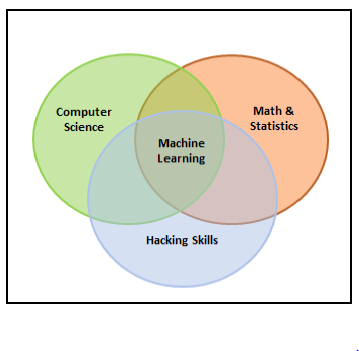 Computer
Science
Math &
Statistics
Machine
Learning
Hacking Skills